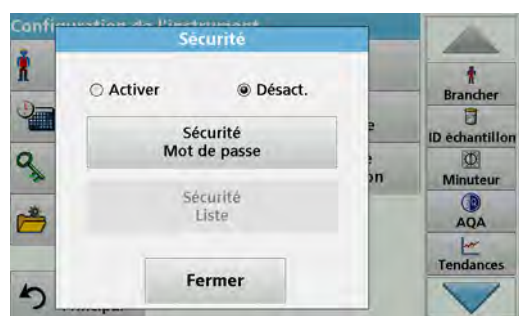 Sécurité
Activer
Désact.
Sécurité
Mot de passe
Sécurité
Liste
Fermer
Brancher
ID échantillon
Minuteur
AQA
Tendances